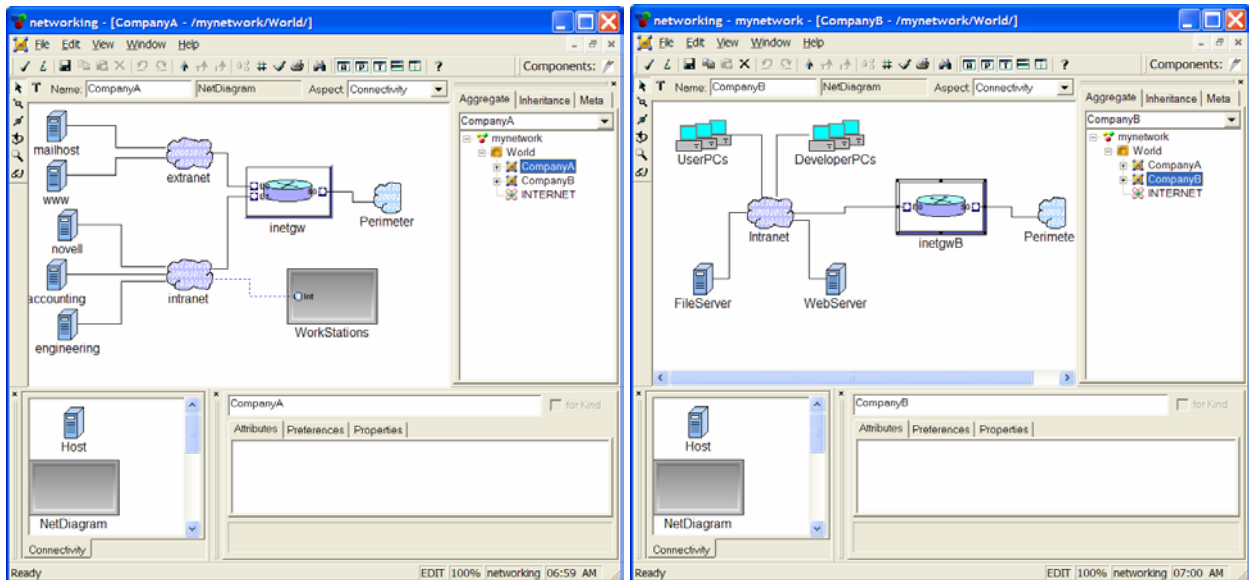 networking - [CompanyA - /mynetwork/World/]
File Edit View Window Help
Components:
Name: CompanyA NetDiagram Aspect Connectivity
mailhost
www
extranet
inetgw
Perimeter
novell
accounting
intranet
Int
engineering
WorkStations
Aggregate Inheritance Meta
CompanyA
mynetwork
World
CompanyA
CompanyB
INTERNET
Host
NetDiagram
Connectivity
CompanyA
for Kind
Attributes Preferences Properties
Ready
EDIT 100% networking 06:59 AM
networking - mynetwork - [CompanyB - /mynetwork/World/]
File Edit View Window Help
Components:
Name: CompanyB NetDiagram Aspect Connectivity
UserPCs
DeveloperPCs
Intranet
inetgwB
Perimete
FileServer
WebServer
Aggregate Inheritance Meta
CompanyB
mynetwork
World
CompanyA
CompanyB
INTERNET
Host
NetDiagram
Connectivity
CompanyB
for Kind
Attributes Preferences Properties
Ready
EDIT 100% networking 07:00 AM